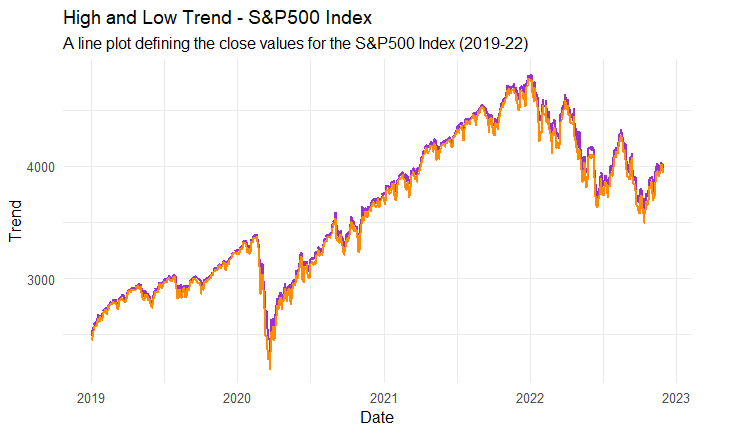 High and Low Trend - S&P500 Index
A line plot defining the close values for the S&P500 Index (2019-22)
4000
3000
Trend
2019 2020 2021 2022 2023
Date